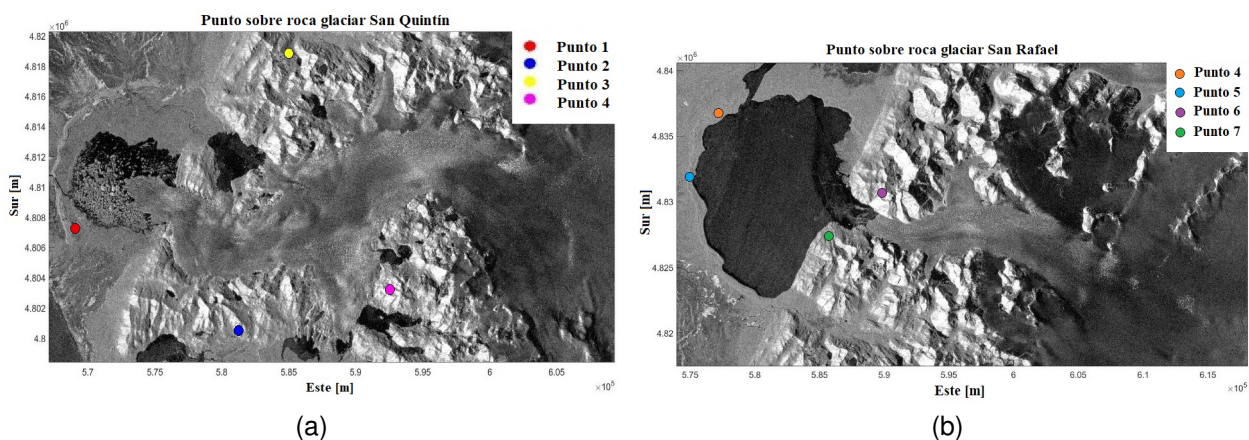 Punto sobre roca glaciar San Quintín
×10⁶
4.82
4.818
4.816
4.814
4.812
4.81
4.808
4.806
4.804
4.802
4.8
Sur [m]
5.7
5.75
5.8
5.85
5.9
5.95
6
6.05
×10⁵
Este [m]
Punto 1
Punto 2
Punto 3
Punto 4
(a)
Punto sobre roca glaciar San Rafael
×10⁶
4.84
4.835
4.83
4.825
4.82
Sur [m]
5.75
5.8
5.85
5.9
5.95
6
6.05
6.1
6.15
×10⁵
Este [m]
Punto 4
Punto 5
Punto 6
Punto 7
(b)